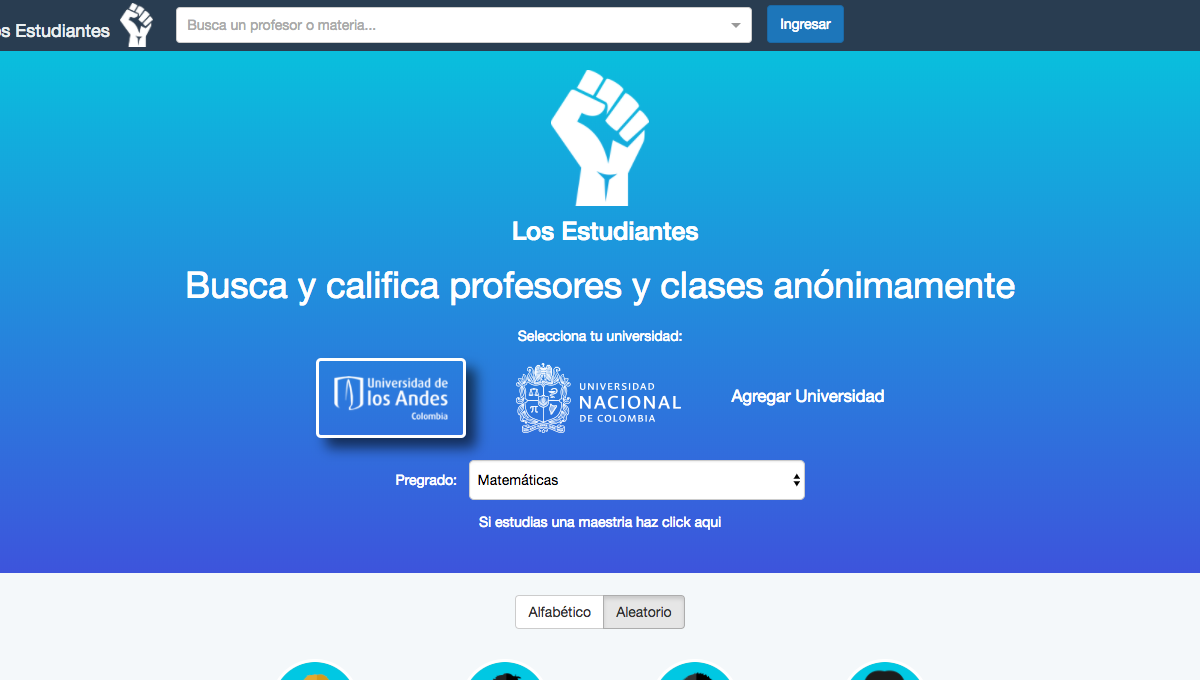 s Estudiantes
Busca un profesor o materia...
Ingresar
Los Estudiantes
Busca y califica profesores y clases anónimamente
Selecciona tu universidad:
Universidad de
los Andes
Colombia
UNIVERSIDAD
NACIONAL
DE COLOMBIA
Agregar Universidad
Pregrado:
Matemáticas
Si estudias una maestria haz click aqui
Alfabético
Aleatorio